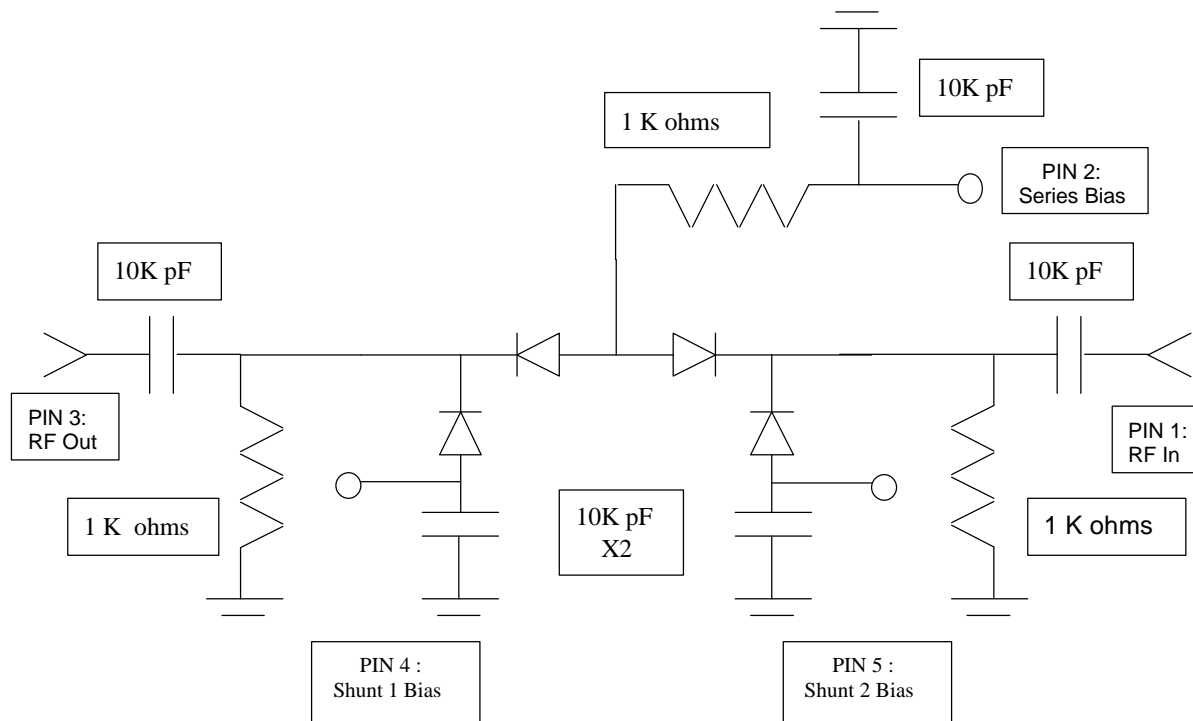 10K pF
1 K ohms
PIN 2:
Series Bias
10K pF
10K pF
PIN 3:
RF Out
PIN 1:
RF In
1 K  ohms
10K pF
X2
1 K ohms
PIN 4 :
Shunt 1 Bias
PIN 5 :
Shunt 2 Bias